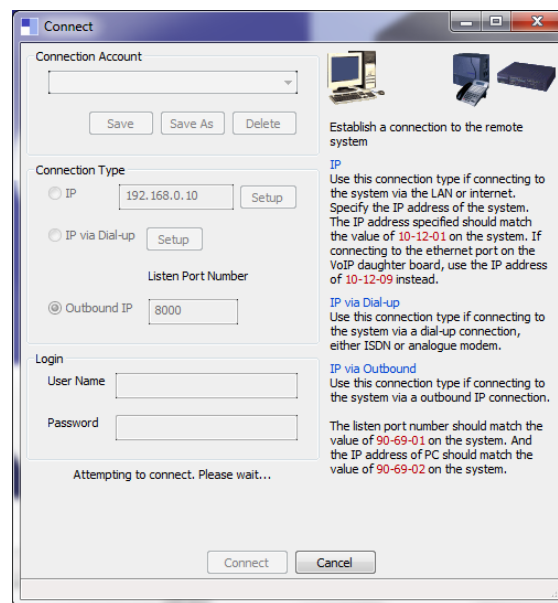 Connect
Connection Account
Save
Save As
Delete
Connection Type
IP
192.168.0.10
Setup
IP via Dial-up
Setup
Listen Port Number
Outbound IP
8000
Login
User Name
Password
Attempting to connect. Please wait...
Connect
Cancel
Establish a connection to the remote
system
IP
Use this connection type if connecting to
the system via the LAN or internet.
Specify the IP address of the system.
The IP address specified should match
the value of 10-12-01 on the system. If
connecting to the ethernet port on the
VoIP daughter board, use the IP address
of 10-12-09 instead.
IP via Dial-up
Use this connection type if connecting to
the system via a dial-up connection,
either ISDN or analogue modem.
IP via Outbound
Use this connection type if connecting to
the system via a outbound IP connection.
The listen port number should match the
value of 90-69-01 on the system. And
the IP address of PC should match the
value of 90-69-02 on the system.